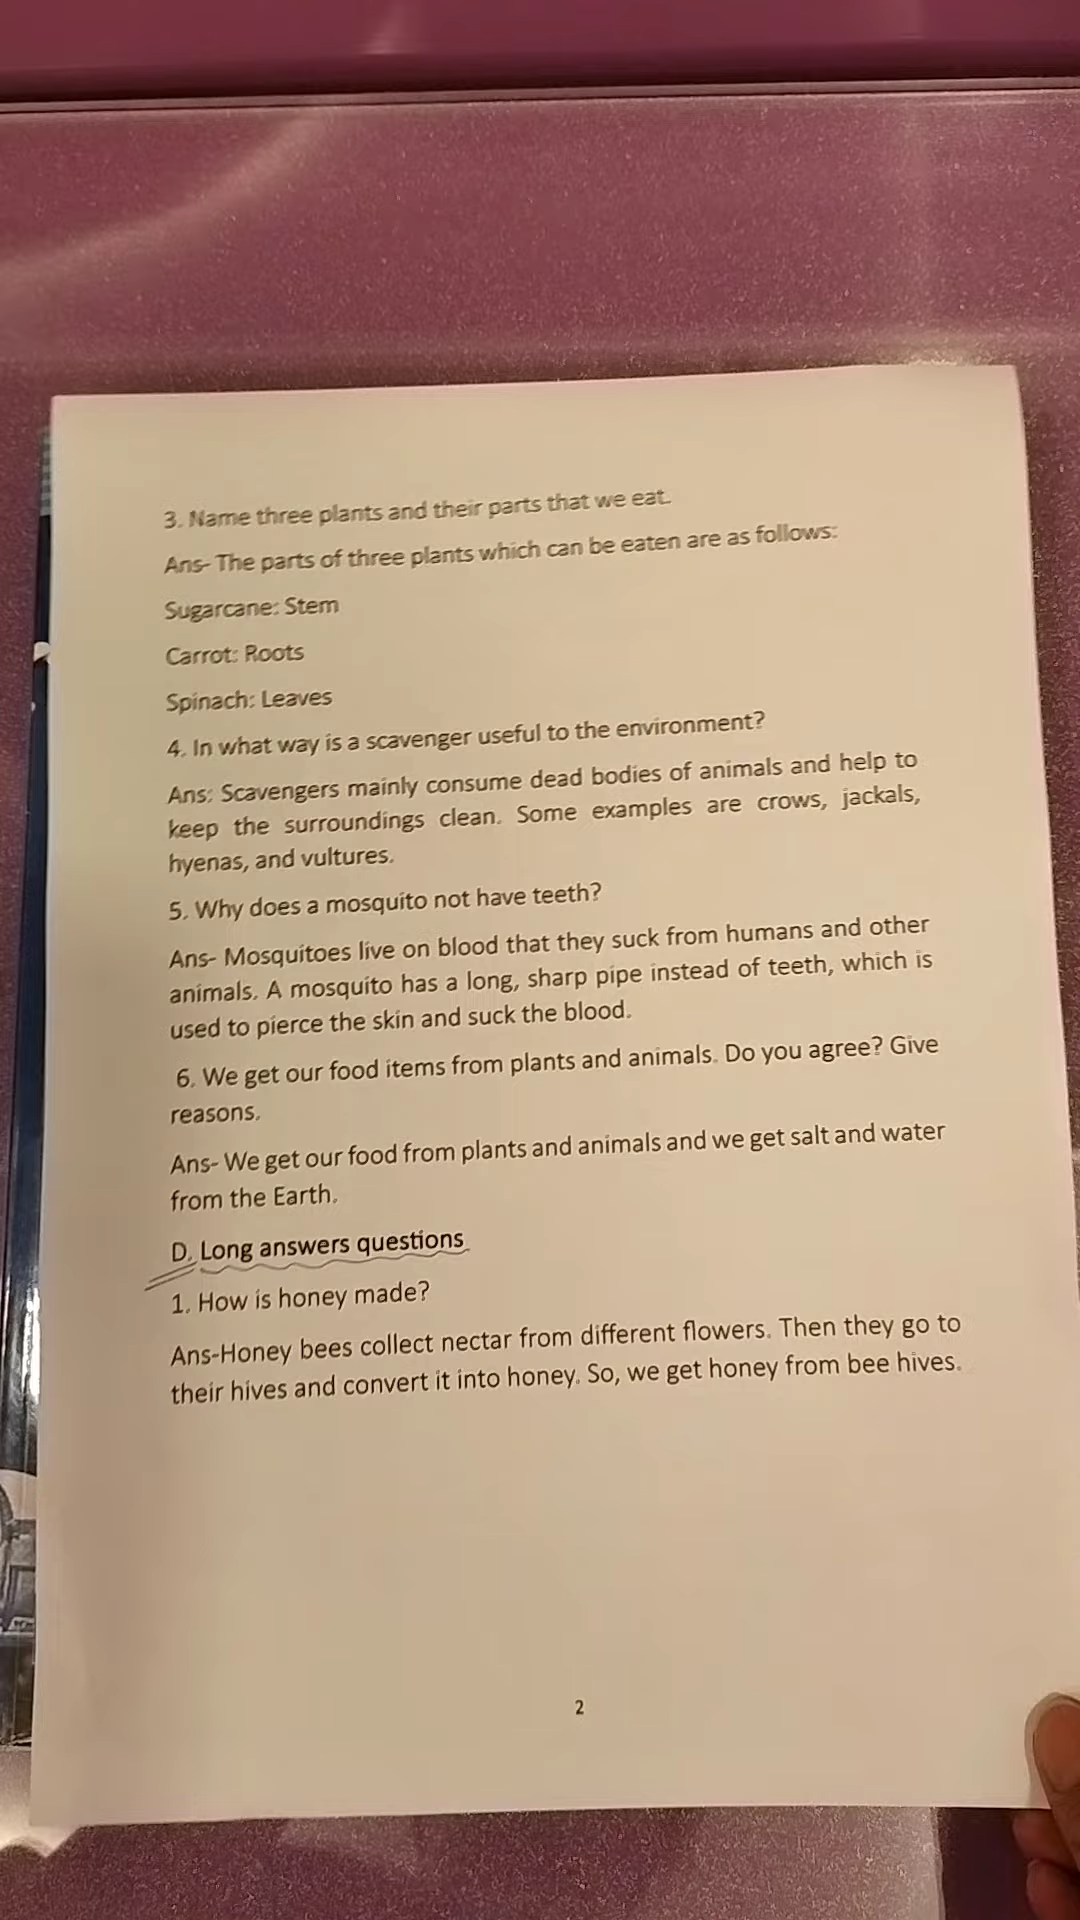 3. Name three plants and their parts that we eat.
Ans- The parts of three plants which can be eaten are as follows:
Sugarcane: Stem
Carrot: Roots
Spinach: Leaves
4. In what way is a scavenger useful to the environment?
Ans: Scavengers mainly consume dead bodies of animals and help to
keep the surroundings clean. Some examples are crows, jackals,
hyenas, and vultures.
5. Why does a mosquito not have teeth?
Ans- Mosquitoes live on blood that they suck from humans and other
animals. A mosquito has a long, sharp pipe instead of teeth, which is
used to pierce the skin and suck the blood.
6. We get our food items from plants and animals. Do you agree? Give
reasons.
Ans- We get our food from plants and animals and we get salt and water
from the Earth.
D. Long answers questions
1. How is honey made?
Ans-Honey bees collect nectar from different flowers. Then they go to
their hives and convert it into honey. So, we get honey from bee hives.
2